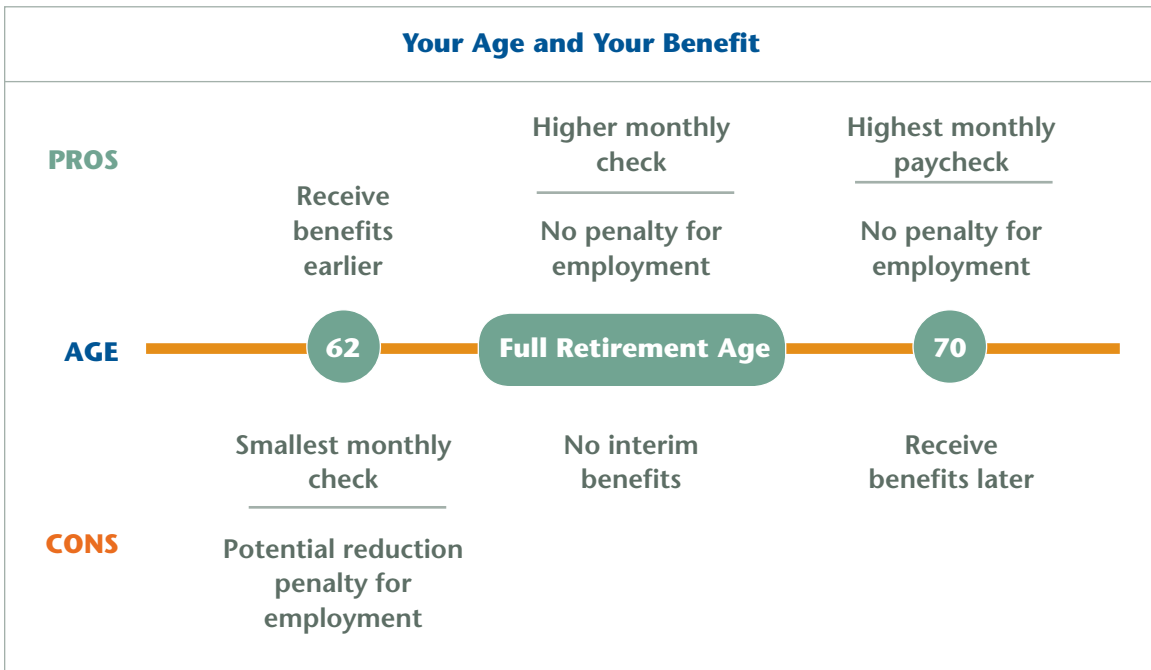 Your Age and Your Benefit
PROS
Receive
benefits
earlier
Higher monthly
check
No penalty for
employment
Highest monthly
paycheck
No penalty for
employment
AGE
62
Full Retirement Age
70
CONS
Smallest monthly
check
Potential reduction
penalty for
employment
No interim
benefits
Receive
benefits later